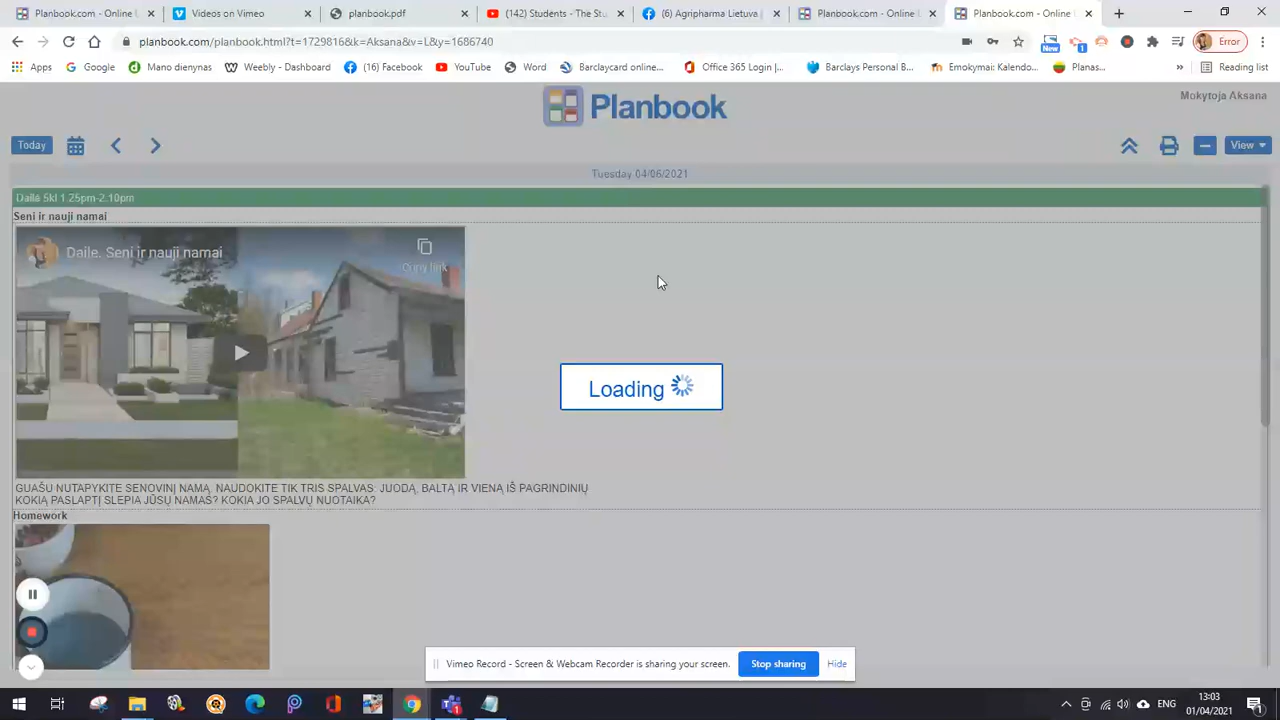 Planbook.com - Online L
Videos on Vimeo
planbook.pdf
(142) Students - The Stu
(6) Agripharma Lietuva |
Planbook.com - Online L
Planbook.com - Online L
planbook.com/planbook.html?t=1729816&k=Aksana&v=L&y=1686740
New
1
Error
Apps
Google
Mano dienynas
Weebly - Dashboard
(16) Facebook
YouTube
Word
Barclaycard online...
Office 365 Login |...
Barclays Personal B...
Emokymai: Kalendo...
Planas...
»
Reading list
Planbook
Mokytoja Aksana
Today
View
Tuesday 04/06/2021
Dailė 5kl 1.25pm-2.10pm
Seni ir nauji namai
Daile. Seni ir nauji namai
Copy link
Loading
GUAŠU NUTAPYKITE SENOVINĮ NAMĄ, NAUDOKITE TIK TRIS SPALVAS: JUODĄ, BALTĄ IR VIENĄ IŠ PAGRINDINIŲ
KOKIĄ PASLAPTĮ SLEPIA JŪSŲ NAMAS? KOKIA JO SPALVŲ NUOTAIKA?
Homework
Vimeo Record - Screen & Webcam Recorder is sharing your screen.
Stop sharing
Hide
ENG
13:03
01/04/2021